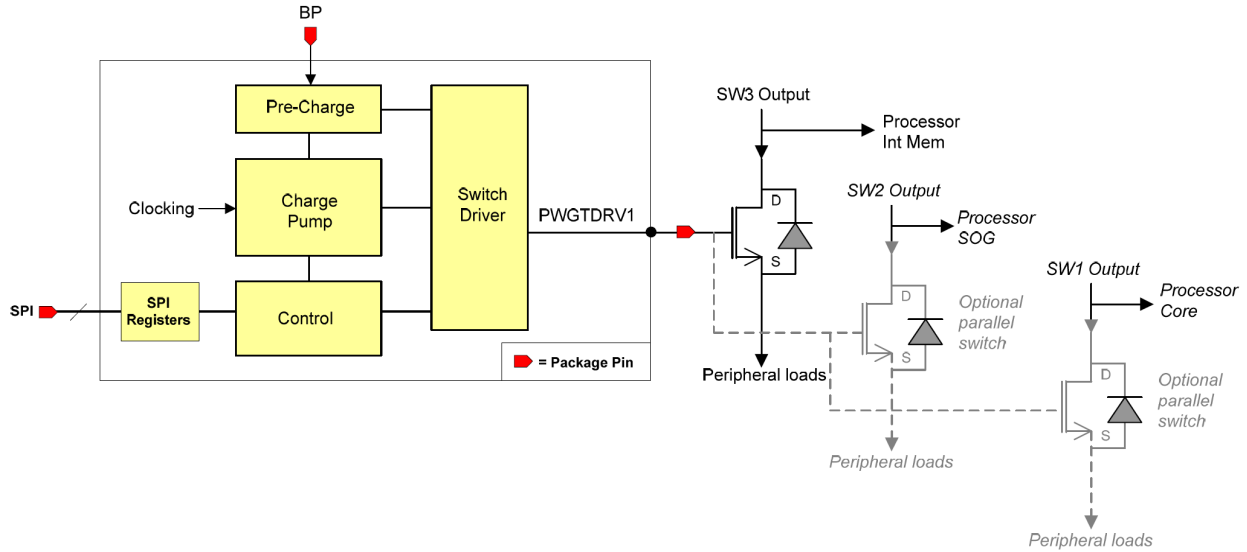 BP
Pre-Charge
Clocking
Charge
Pump
Switch
Driver
PWGTDRV1
SPI
SPI
Registers
Control
= Package Pin
SW3 Output
Processor
Int Mem
D
S
Peripheral loads
SW2 Output
Processor
SOG
D
S
Optional
parallel
switch
Peripheral loads
SW1 Output
Processor
Core
D
S
Optional
parallel
switch
Peripheral loads